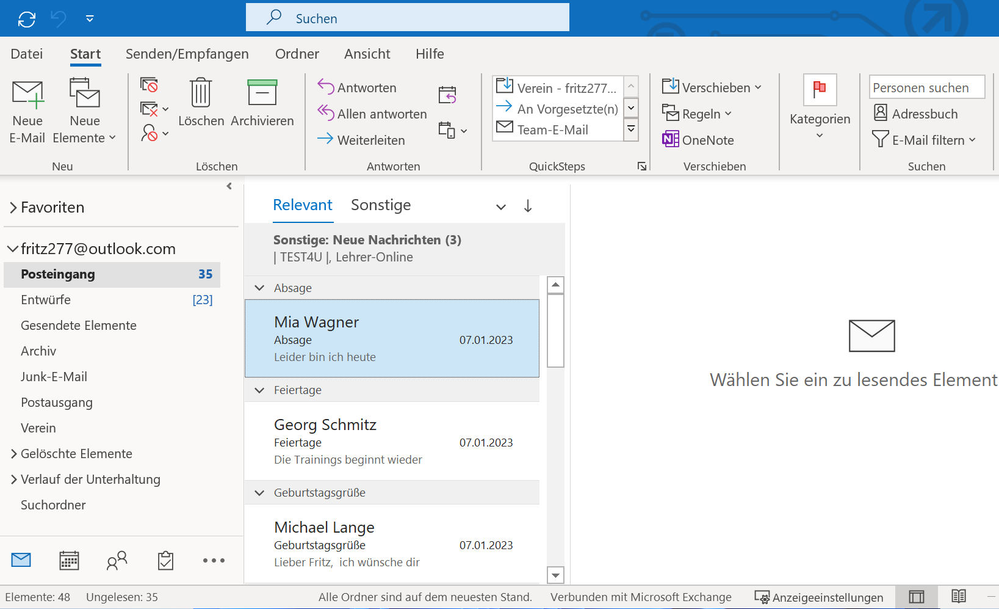 Suchen
Datei Start Senden/Empfangen Ordner Ansicht Hilfe
Neue E-Mail
Neue Elemente
Neu
Löschen
Archivieren
Löschen
Antworten
Allen antworten
Weiterleiten
Antworten
Verein - fritz277...
An Vorgesetzte(n)
Team-E-Mail
QuickSteps
Verschieben
Regeln
OneNote
Verschieben
Kategorien
Personen suchen
Adressbuch
E-Mail filtern
Suchen
Favoriten
fritz277@outlook.com
Posteingang 35
Entwürfe [23]
Gesendete Elemente
Archiv
Junk-E-Mail
Postausgang
Verein
Gelöschte Elemente
Verlauf der Unterhaltung
Suchordner
Relevant Sonstige
Sonstige: Neue Nachrichten (3)
| TEST4U |, Lehrer-Online
Absage
Mia Wagner
Absage 07.01.2023
Leider bin ich heute
Feiertage
Georg Schmitz
Feiertage 07.01.2023
Die Trainings beginnt wieder
Geburtstagsgrüße
Michael Lange
Geburtstagsgrüße 07.01.2023
Lieber Fritz, ich wünsche dir
Wählen Sie ein zu lesendes Element
Elemente: 48 Ungelesen: 35 Alle Ordner sind auf dem neuesten Stand. Verbunden mit Microsoft Exchange Anzeigeeinstellungen